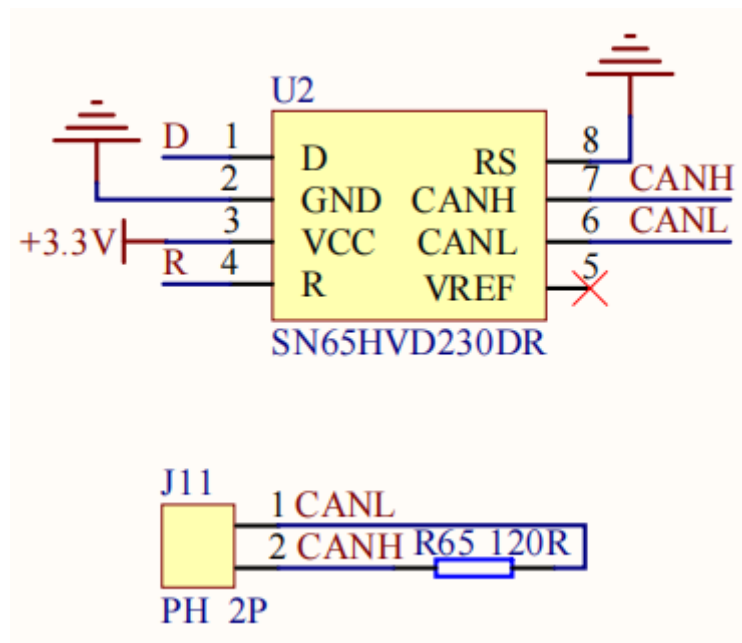 U2
D 1 D RS 8
2 GND CANH 7 CANH
+3.3V 3 VCC CANL 6 CANL
R 4 R VREF 5
SN65HVD230DR
J11
1 CANL
2 CANH R65 120R
PH 2P